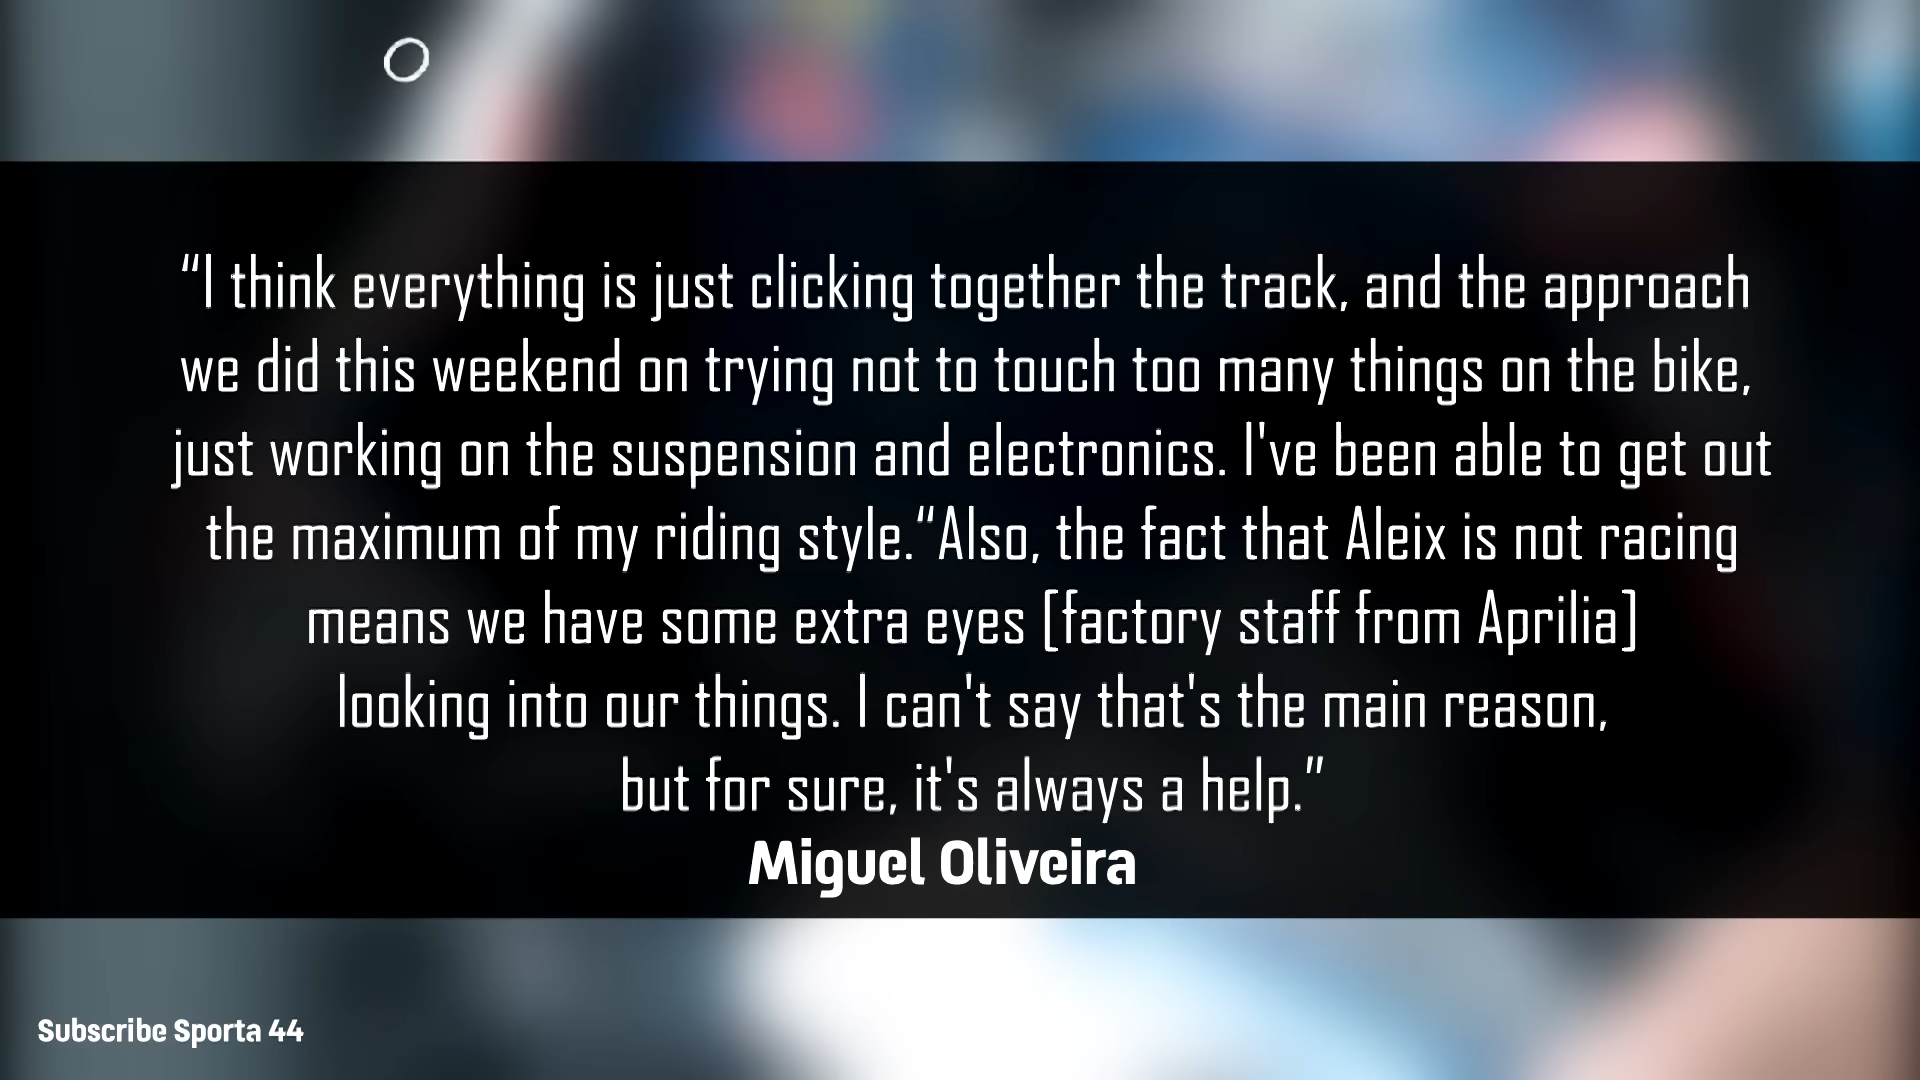 “I think everything is just clicking together the track, and the approach
we did this weekend on trying not to touch too many things on the bike,
just working on the suspension and electronics. I've been able to get out
the maximum of my riding style.“Also, the fact that Aleix is not racing
means we have some extra eyes [factory staff from Aprilia]
looking into our things. I can't say that's the main reason,
but for sure, it's always a help.”
Miguel Oliveira
Subscribe Sporta 44